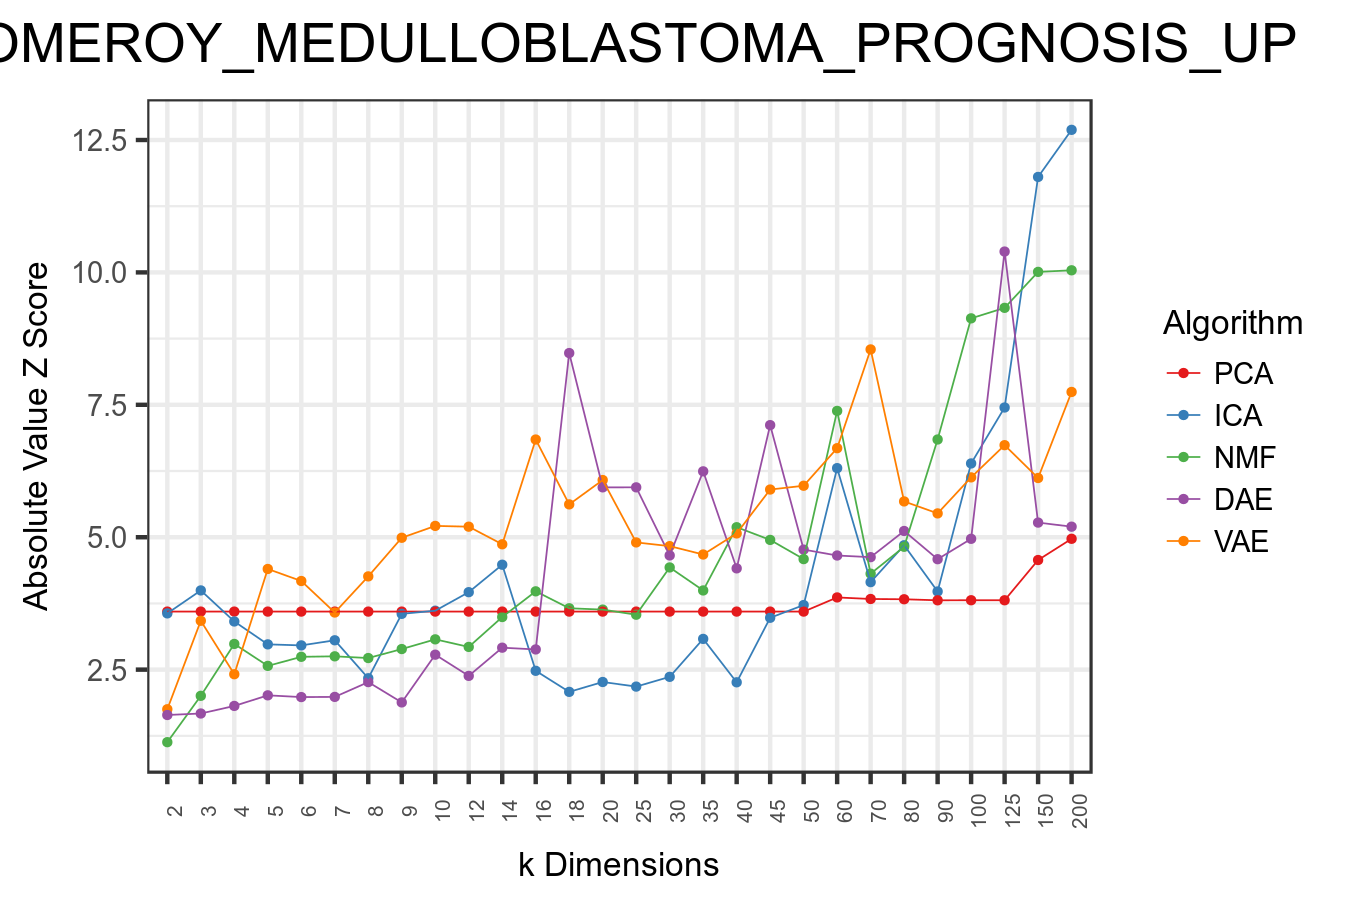 OMEROY_MEDULLOBLASTOMA_PROGNOSIS_UP
12.5
10.0
7.5
5.0
2.5
Absolute Value Z Score
2 3 4 5 6 7 8 9 10 12 14 16 18 20 25 30 35 40 45 50 60 70 80 90 100 125 150 200
k Dimensions
Algorithm
PCA
ICA
NMF
DAE
VAE